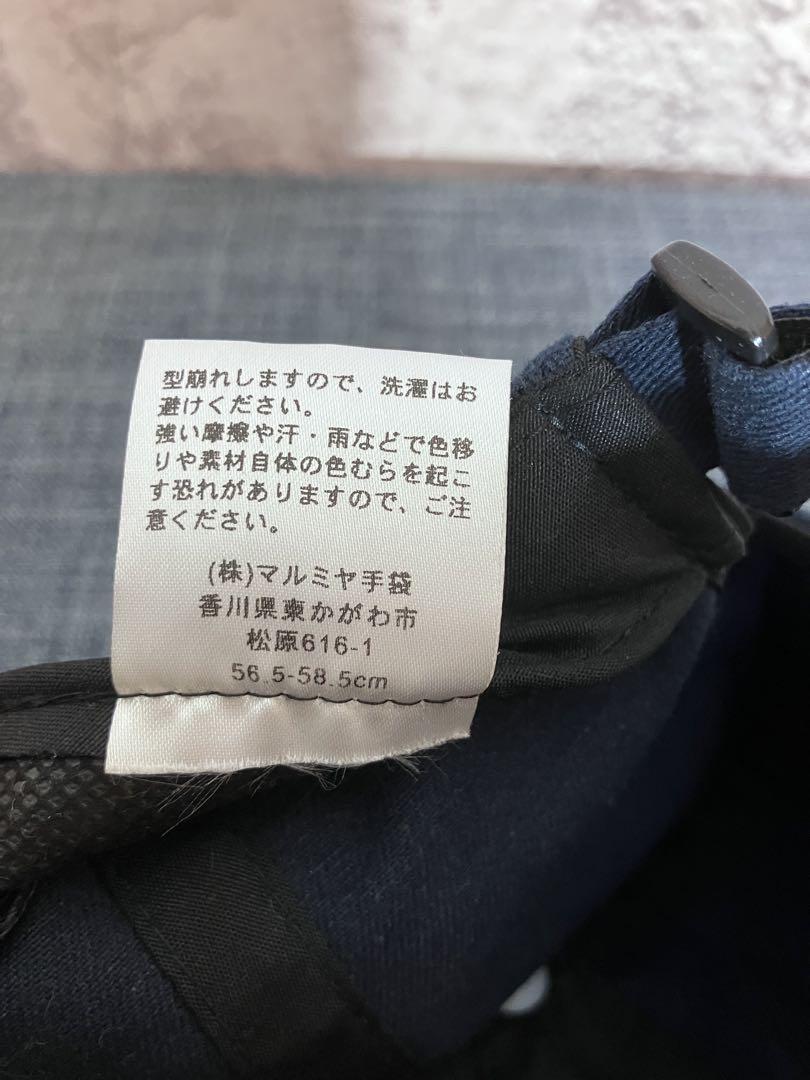 型崩れしますので、洗濯はお
避けください。
強い摩擦や汗・雨などで色移
りや素材自体の色むらを起こ
す恐れがありますので、ご注
意ください。
(株)マルミヤ手袋
香川県東かがわ市
松原616-1
56.5-58.5cm